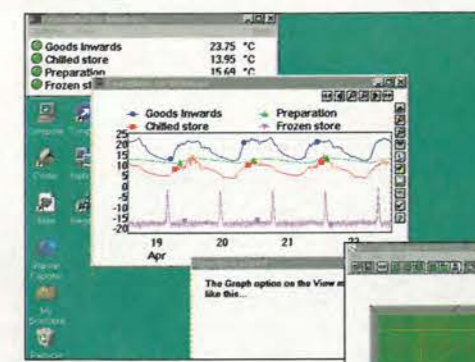 Goods Inwards 23.75 °C
Chilled store 13.95 °C
Preparation 15.69 °C
Frozen st
Goods Inwards Preparation
Chilled store Frozen store
25
20
15
10
5
0
-5
-10
-15
-20
19 20 21 22
Apr
The Graph option on the View m
like this...